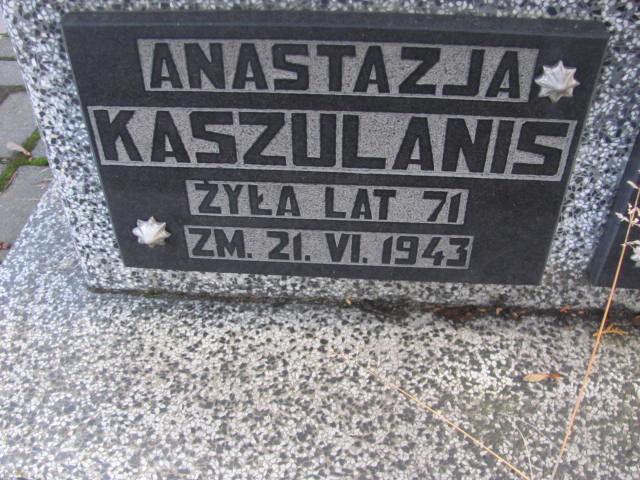 ANASTAZJA
KASZULANIS
ŻYŁA LAT 71
ZM. 21. VI. 1943